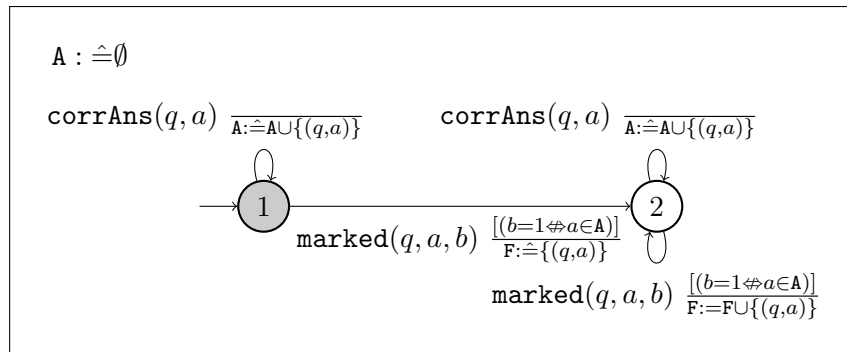 A : ≙∅
corrAns(q, a) / A:≙A∪{(q,a)}
corrAns(q, a) / A:≙A∪{(q,a)}
1
2
marked(q, a, b) [(b=1⇎a∈A)] / F:≙{(q,a)}
marked(q, a, b) [(b=1⇎a∈A)] / F:=F∪{(q,a)}